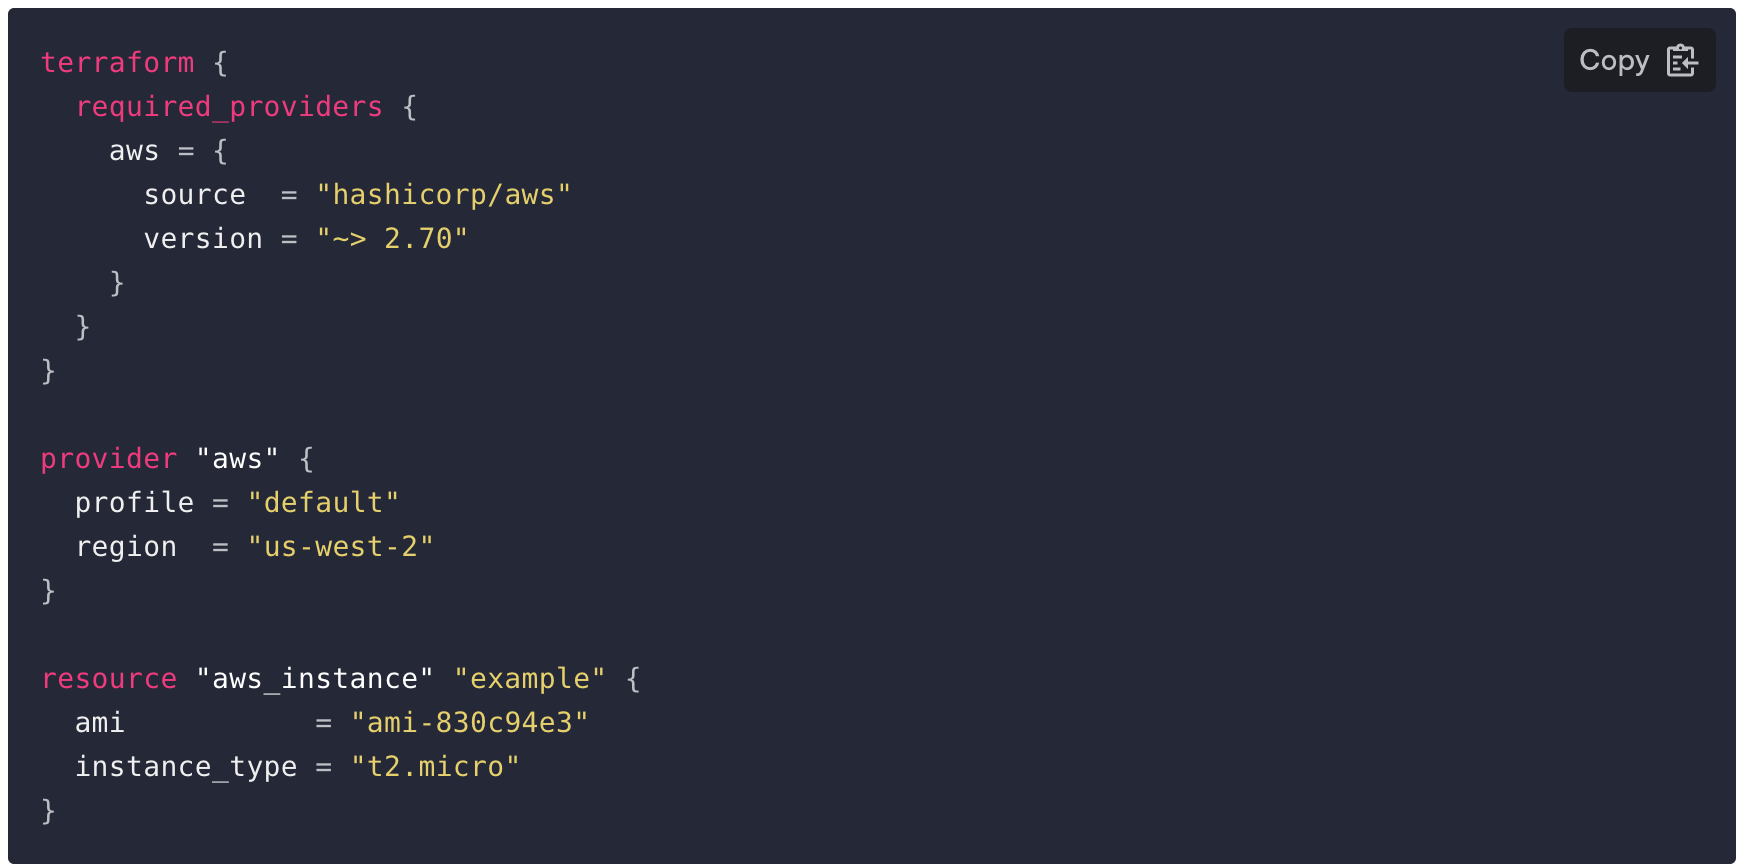 Copy
terraform {
  required_providers {
    aws = {
      source  = "hashicorp/aws"
      version = "~> 2.70"
    }
  }
}

provider "aws" {
  profile = "default"
  region  = "us-west-2"
}

resource "aws_instance" "example" {
  ami           = "ami-830c94e3"
  instance_type = "t2.micro"
}